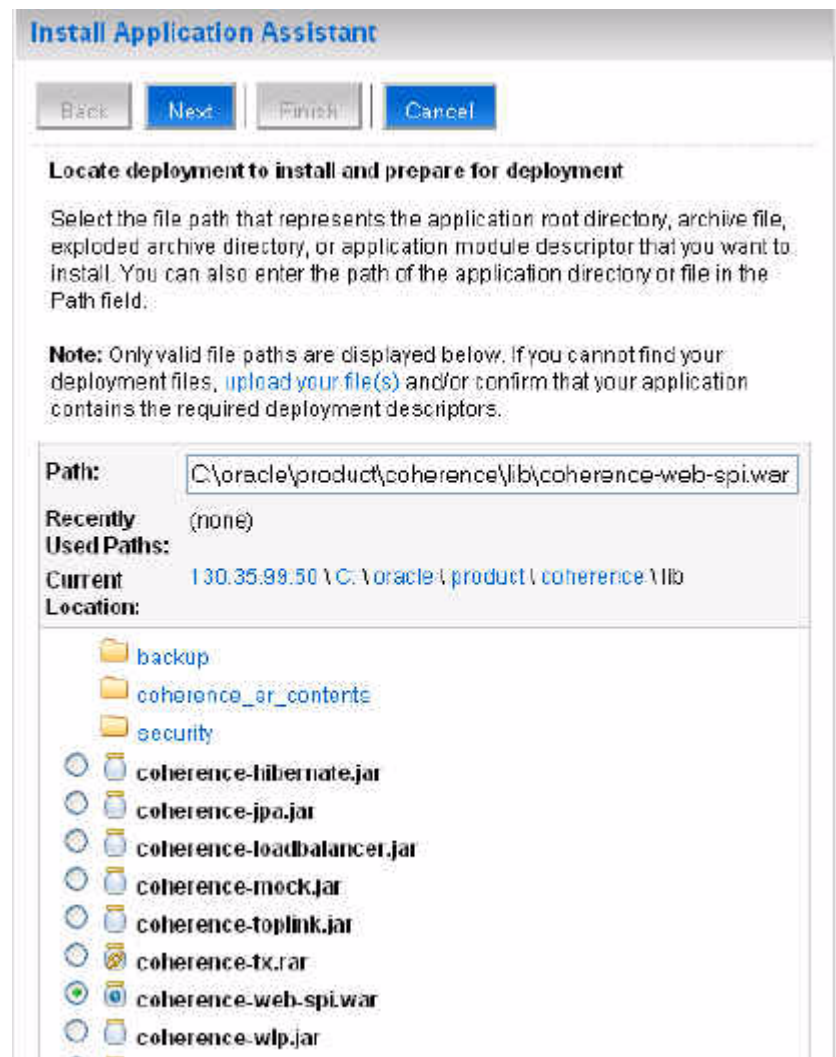 Install Application Assistant
Back Next Finish Cancel
Locate deployment to install and prepare for deployment
Select the file path that represents the application root directory, archive file,
exploded archive directory, or application module descriptor that you want to
install. You can also enter the path of the application directory or file in the
Path field.
Note: Only valid file paths are displayed below. If you cannot find your
deployment files, upload your file(s) and/or confirm that your application
contains the required deployment descriptors.
Path: C:\oracle\product\coherence\lib\coherence-web-spi.war
Recently Used Paths: (none)
Current Location: 130.35.99.50 \ C: \ oracle \ product \ coherence \ lib
backup
coherence_ar_contents
security
coherence-hibernate.jar
coherence-jpa.jar
coherence-loadbalancer.jar
coherence-mock.jar
coherence-toplink.jar
coherence-tx.rar
coherence-web-spi.war
coherence-wlp.jar